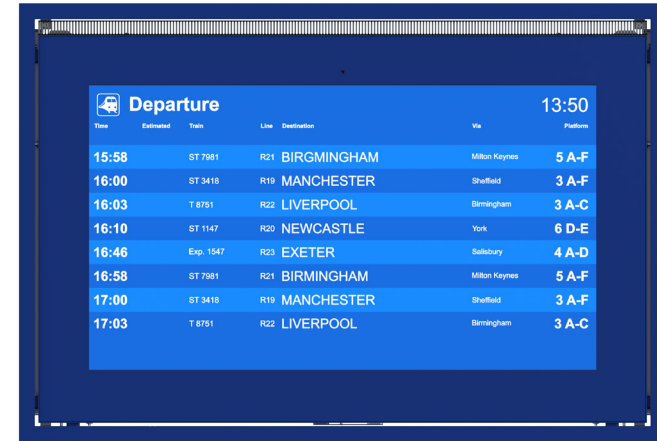 Departure 13:50
Time Estimated Train Line Destination Via Platform
15:58 ST 7981 R21 BIRGMINGHAM Milton Keynes 5 A-F
16:00 ST 3418 R19 MANCHESTER Sheffield 3 A-F
16:03 T 8751 R22 LIVERPOOL Birmingham 3 A-C
16:10 ST 1147 R20 NEWCASTLE York 6 D-E
16:46 Exp. 1547 R23 EXETER Salisbury 4 A-D
16:58 ST 7981 R21 BIRMINGHAM Milton Keynes 5 A-F
17:00 ST 3418 R19 MANCHESTER Sheffield 3 A-F
17:03 T 8751 R22 LIVERPOOL Birmingham 3 A-C